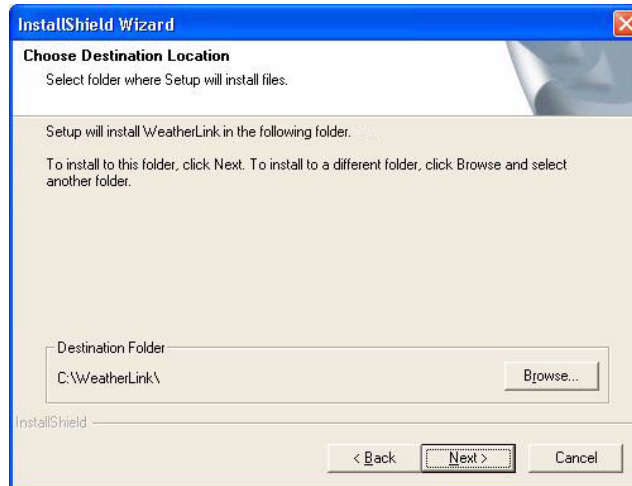 InstallShield Wizard
Choose Destination Location
Select folder where Setup will install files.
Setup will install WeatherLink in the following folder.
To install to this folder, click Next. To install to a different folder, click Browse and select
another folder.
Destination Folder
C:\WeatherLink\
Browse...
InstallShield
< Back
Next >
Cancel